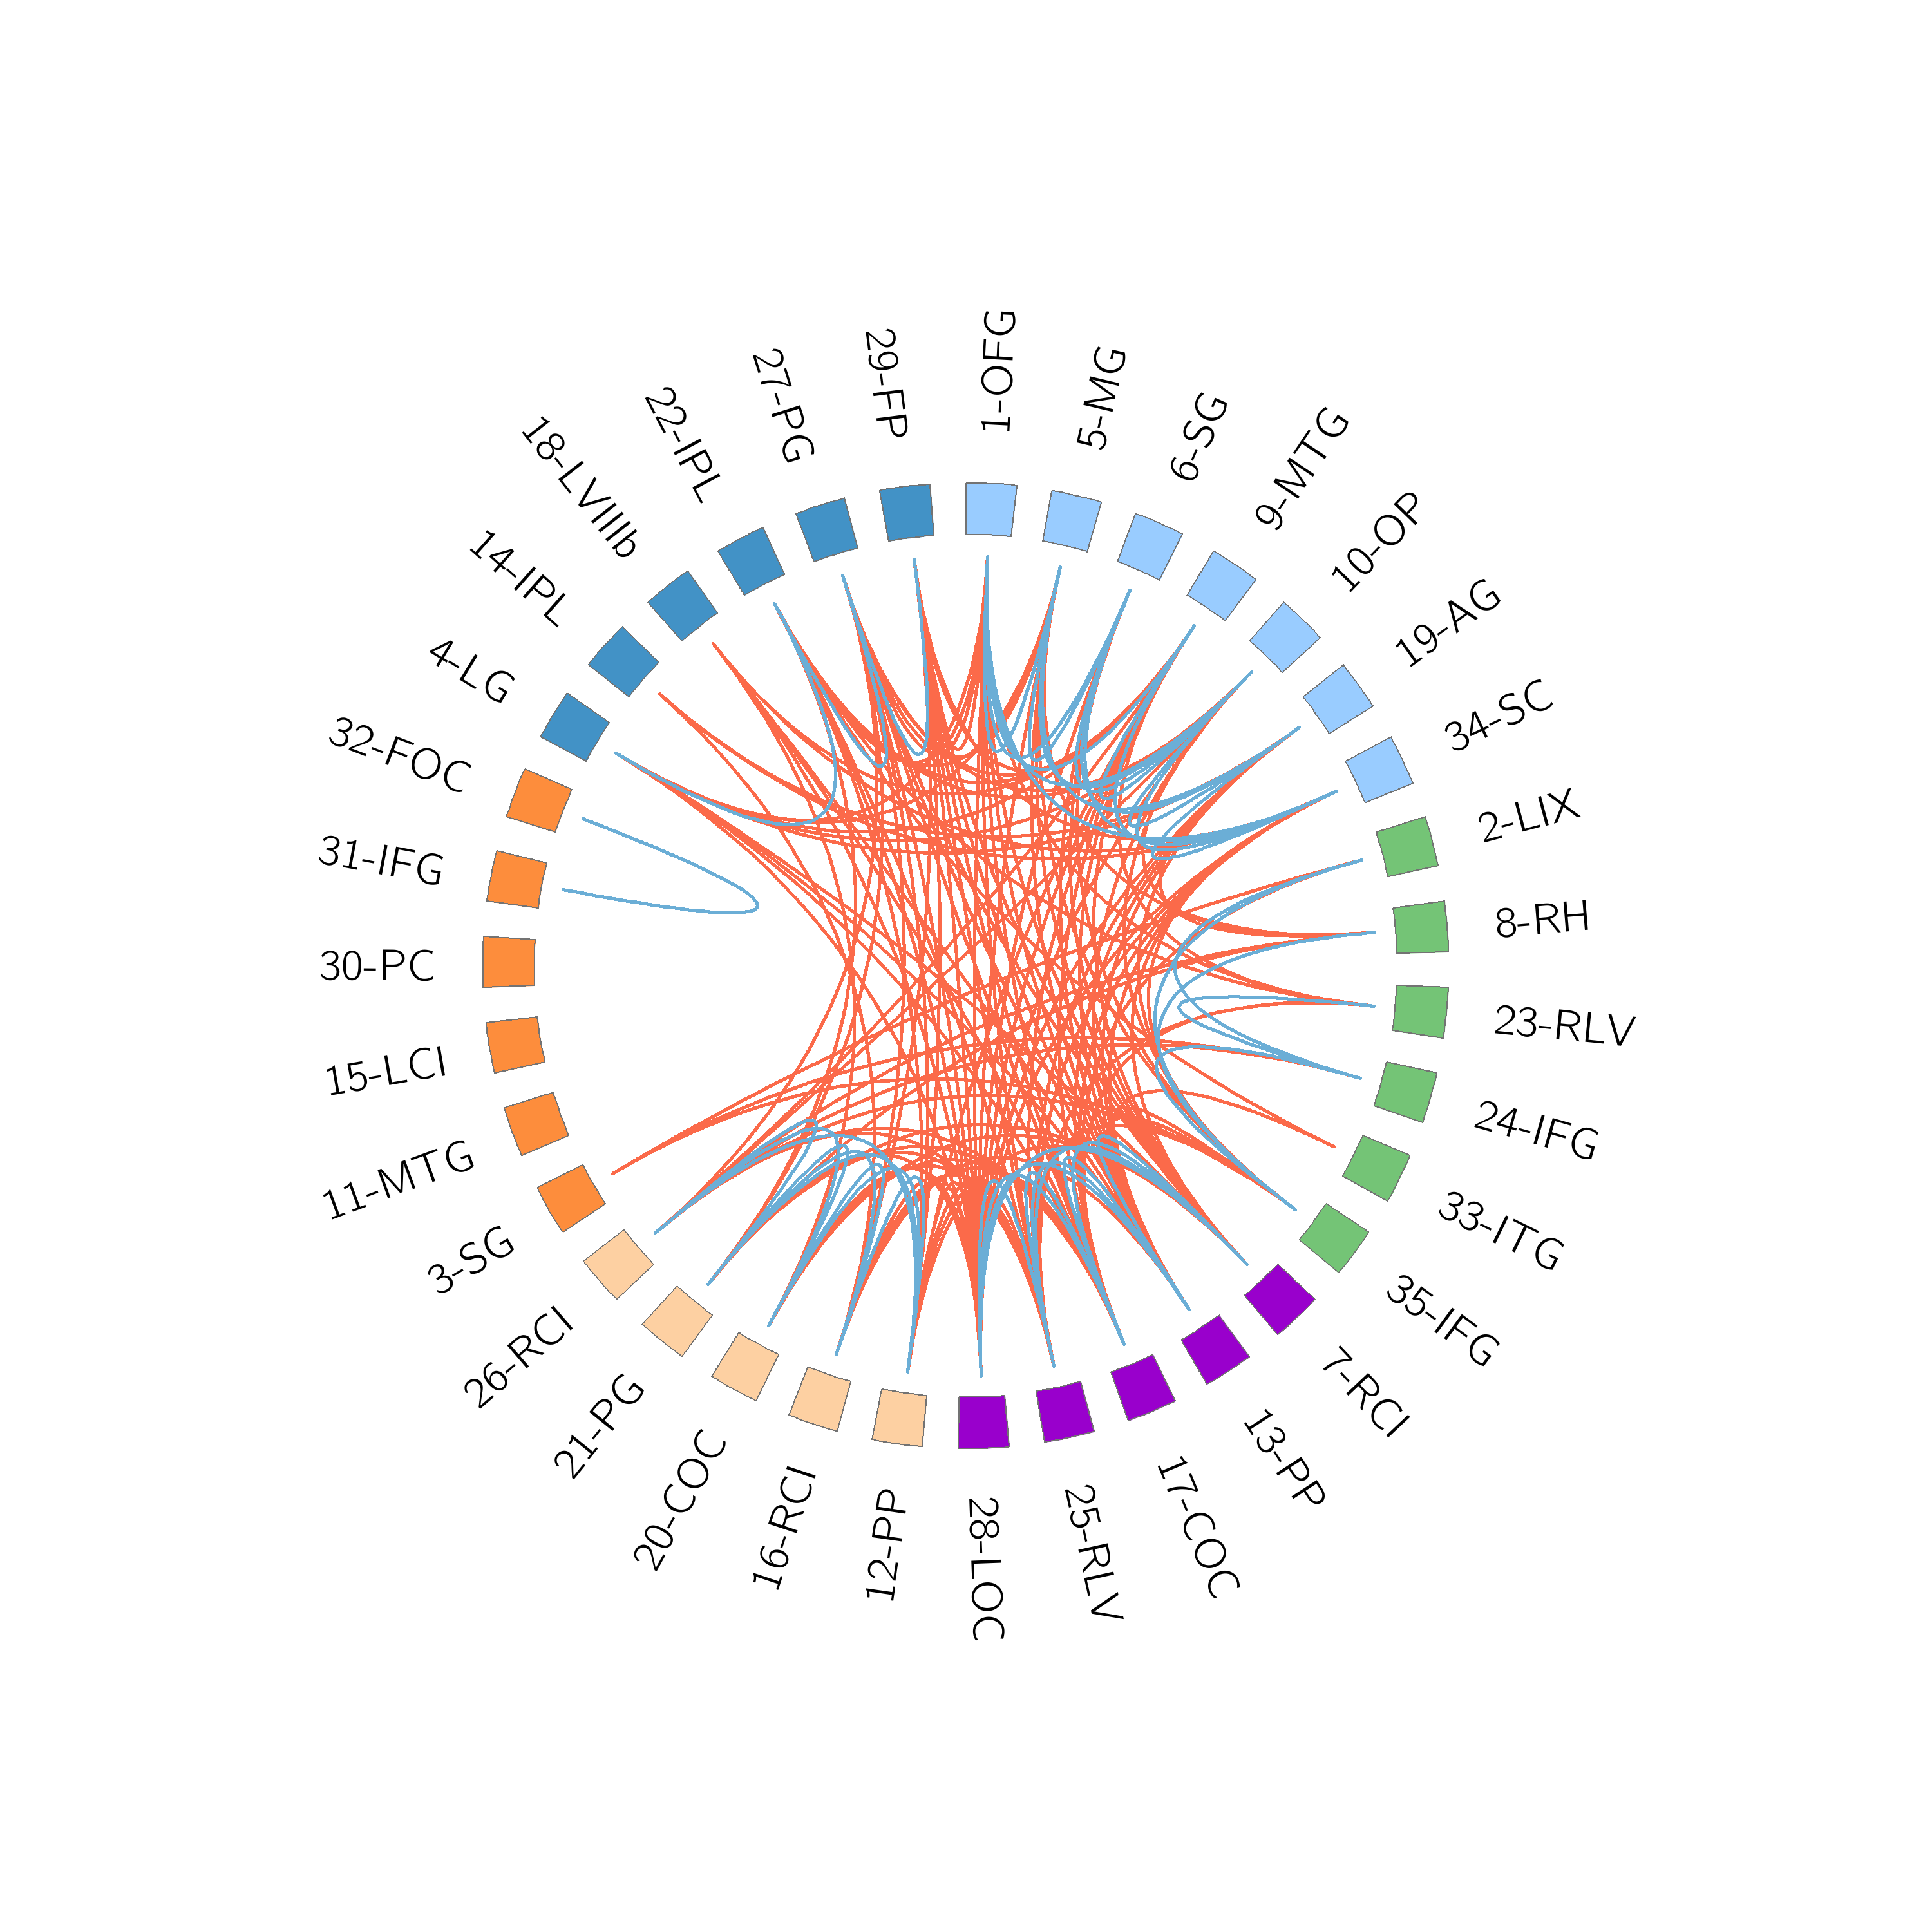 1-OFG
5-MG
6-SG
9-MTG
10-OP
19-AG
34-SC
2-LIX
8-RH
23-RLV
24-IFG
33-ITG
35-IFG
7-RCI
13-PP
17-COC
25-RLV
28-LOC
12-PP
16-RCI
20-COC
21-PG
26-RCI
3-SG
11-MTG
15-LCI
30-PC
31-IFG
32-FOC
4-LG
14-IPL
18-LVIIIb
22-IPL
27-PG
29-FP